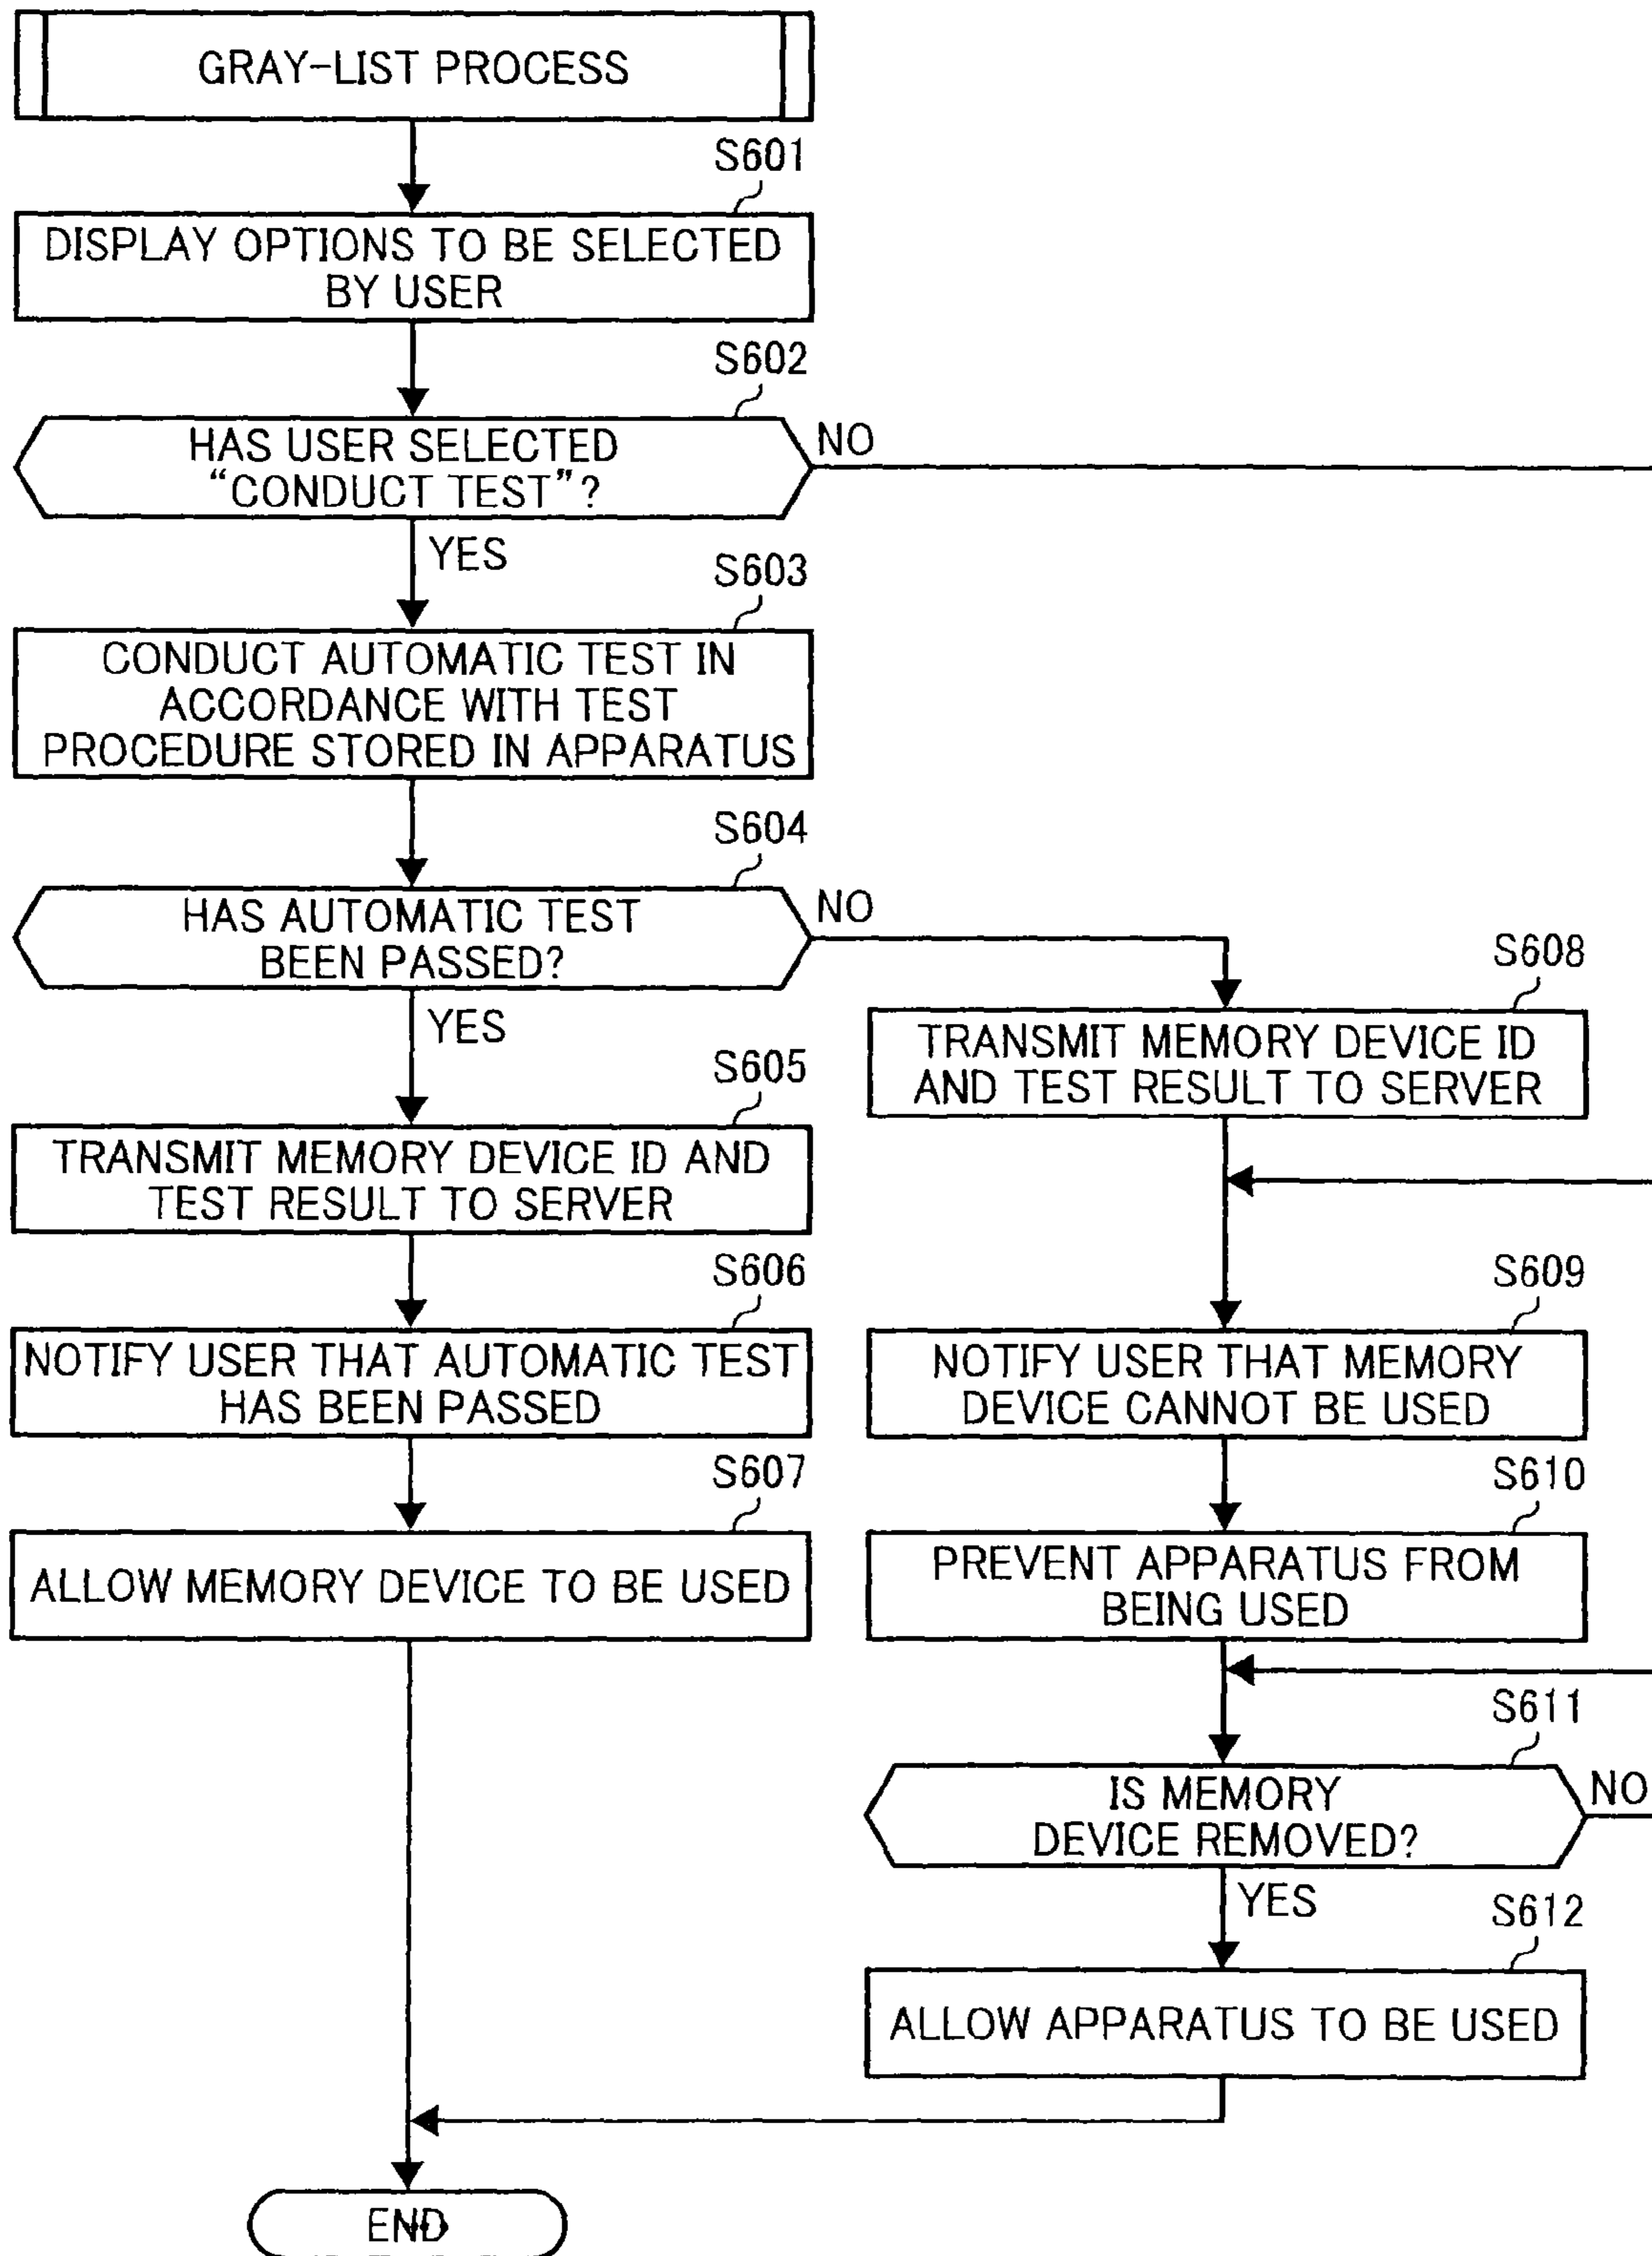 GRAY-LIST PROCESS
S601
DISPLAY OPTIONS TO BE SELECTED
BY USER
S602
HAS USER SELECTED
“CONDUCT TEST”?
NO
YES
S603
CONDUCT AUTOMATIC TEST IN
ACCORDANCE WITH TEST
PROCEDURE STORED IN APPARATUS
S604
HAS AUTOMATIC TEST
BEEN PASSED?
NO
YES
S605
TRANSMIT MEMORY DEVICE ID AND
TEST RESULT TO SERVER
S606
NOTIFY USER THAT AUTOMATIC TEST
HAS BEEN PASSED
S607
ALLOW MEMORY DEVICE TO BE USED
S608
TRANSMIT MEMORY DEVICE ID
AND TEST RESULT TO SERVER
S609
NOTIFY USER THAT MEMORY
DEVICE CANNOT BE USED
S610
PREVENT APPARATUS FROM
BEING USED
S611
IS MEMORY
DEVICE REMOVED?
NO
YES
S612
ALLOW APPARATUS TO BE USED
END